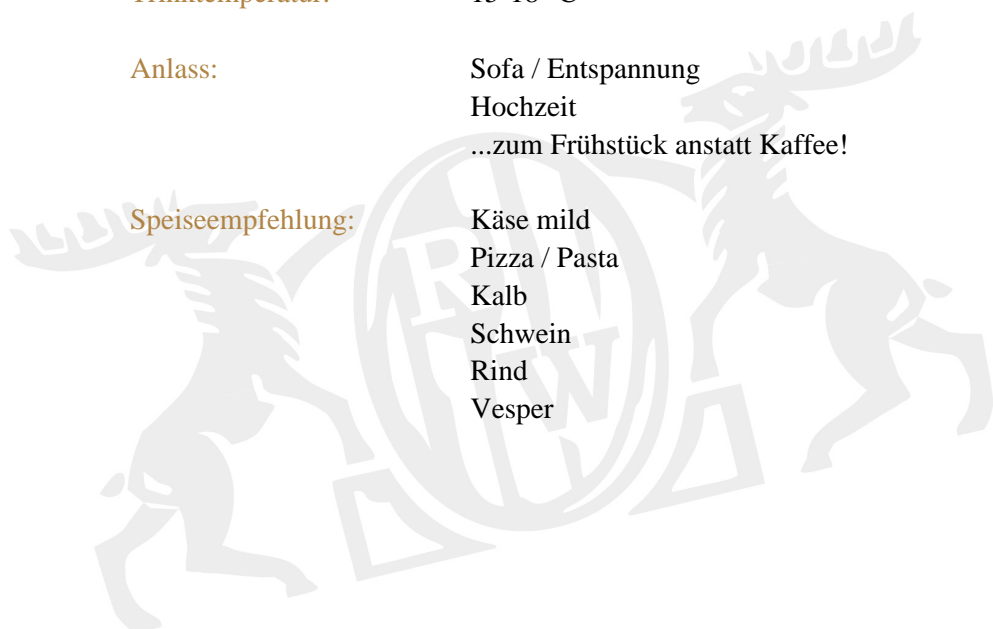 Anlass: Sofa / Entspannung
Hochzeit
...zum Frühstück anstatt Kaffee!
Speiseempfehlung: Käse mild
Pizza / Pasta
Kalb
Schwein
Rind
Vesper
R
W